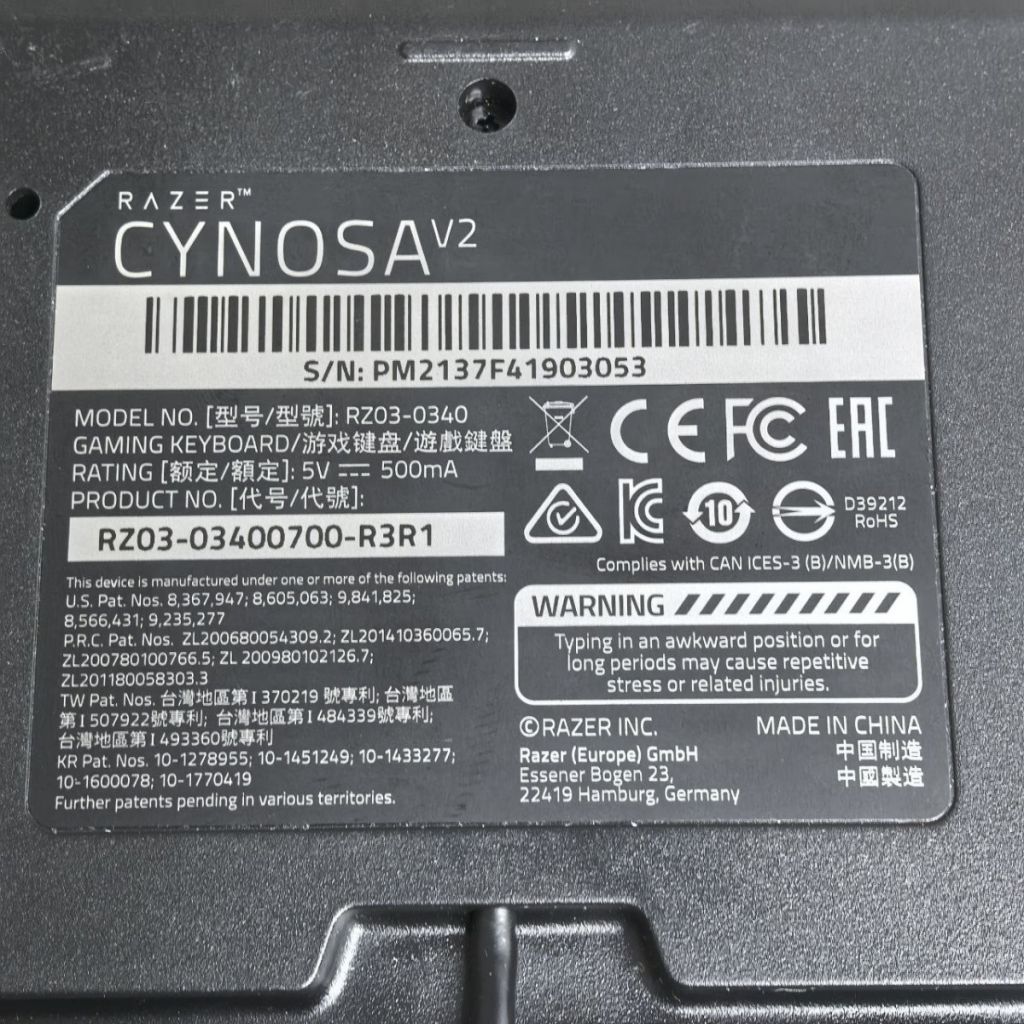 RAZER™
CYNOSA V2
S/N: PM2137F41903053
MODEL NO. [型号/型號]: RZ03-0340
GAMING KEYBOARD/游戏键盘/遊戲鍵盤
RATING [额定/額定]: 5V ⎓ 500mA
PRODUCT NO. [代号/代號]:
RZ03-03400700-R3R1
This device is manufactured under one or more of the following patents:
U.S. Pat. Nos. 8,367,947; 8,605,063; 9,841,825;
8,566,431; 9,235,277
P.R.C. Pat. Nos. ZL200680054309.2; ZL201410360065.7;
ZL200780100766.5; ZL 200980102126.7;
ZL201180058303.3
TW Pat. Nos. 台灣地區第I 370219 號專利; 台灣地區
第I 507922號專利; 台灣地區第I 484339號專利;
台灣地區第I 493360號專利
KR Pat. Nos. 10-1278955; 10-1451249; 10-1433277;
10-1600078; 10-1770419
Further patents pending in various territories.
CE FC EAC
KC 10 D39212
RoHS
Complies with CAN ICES-3 (B)/NMB-3(B)
WARNING
Typing in an awkward position or for
long periods may cause repetitive
stress or related injuries.
©RAZER INC.
Razer (Europe) GmbH
Essener Bogen 23,
22419 Hamburg, Germany
MADE IN CHINA
中国制造
中國製造